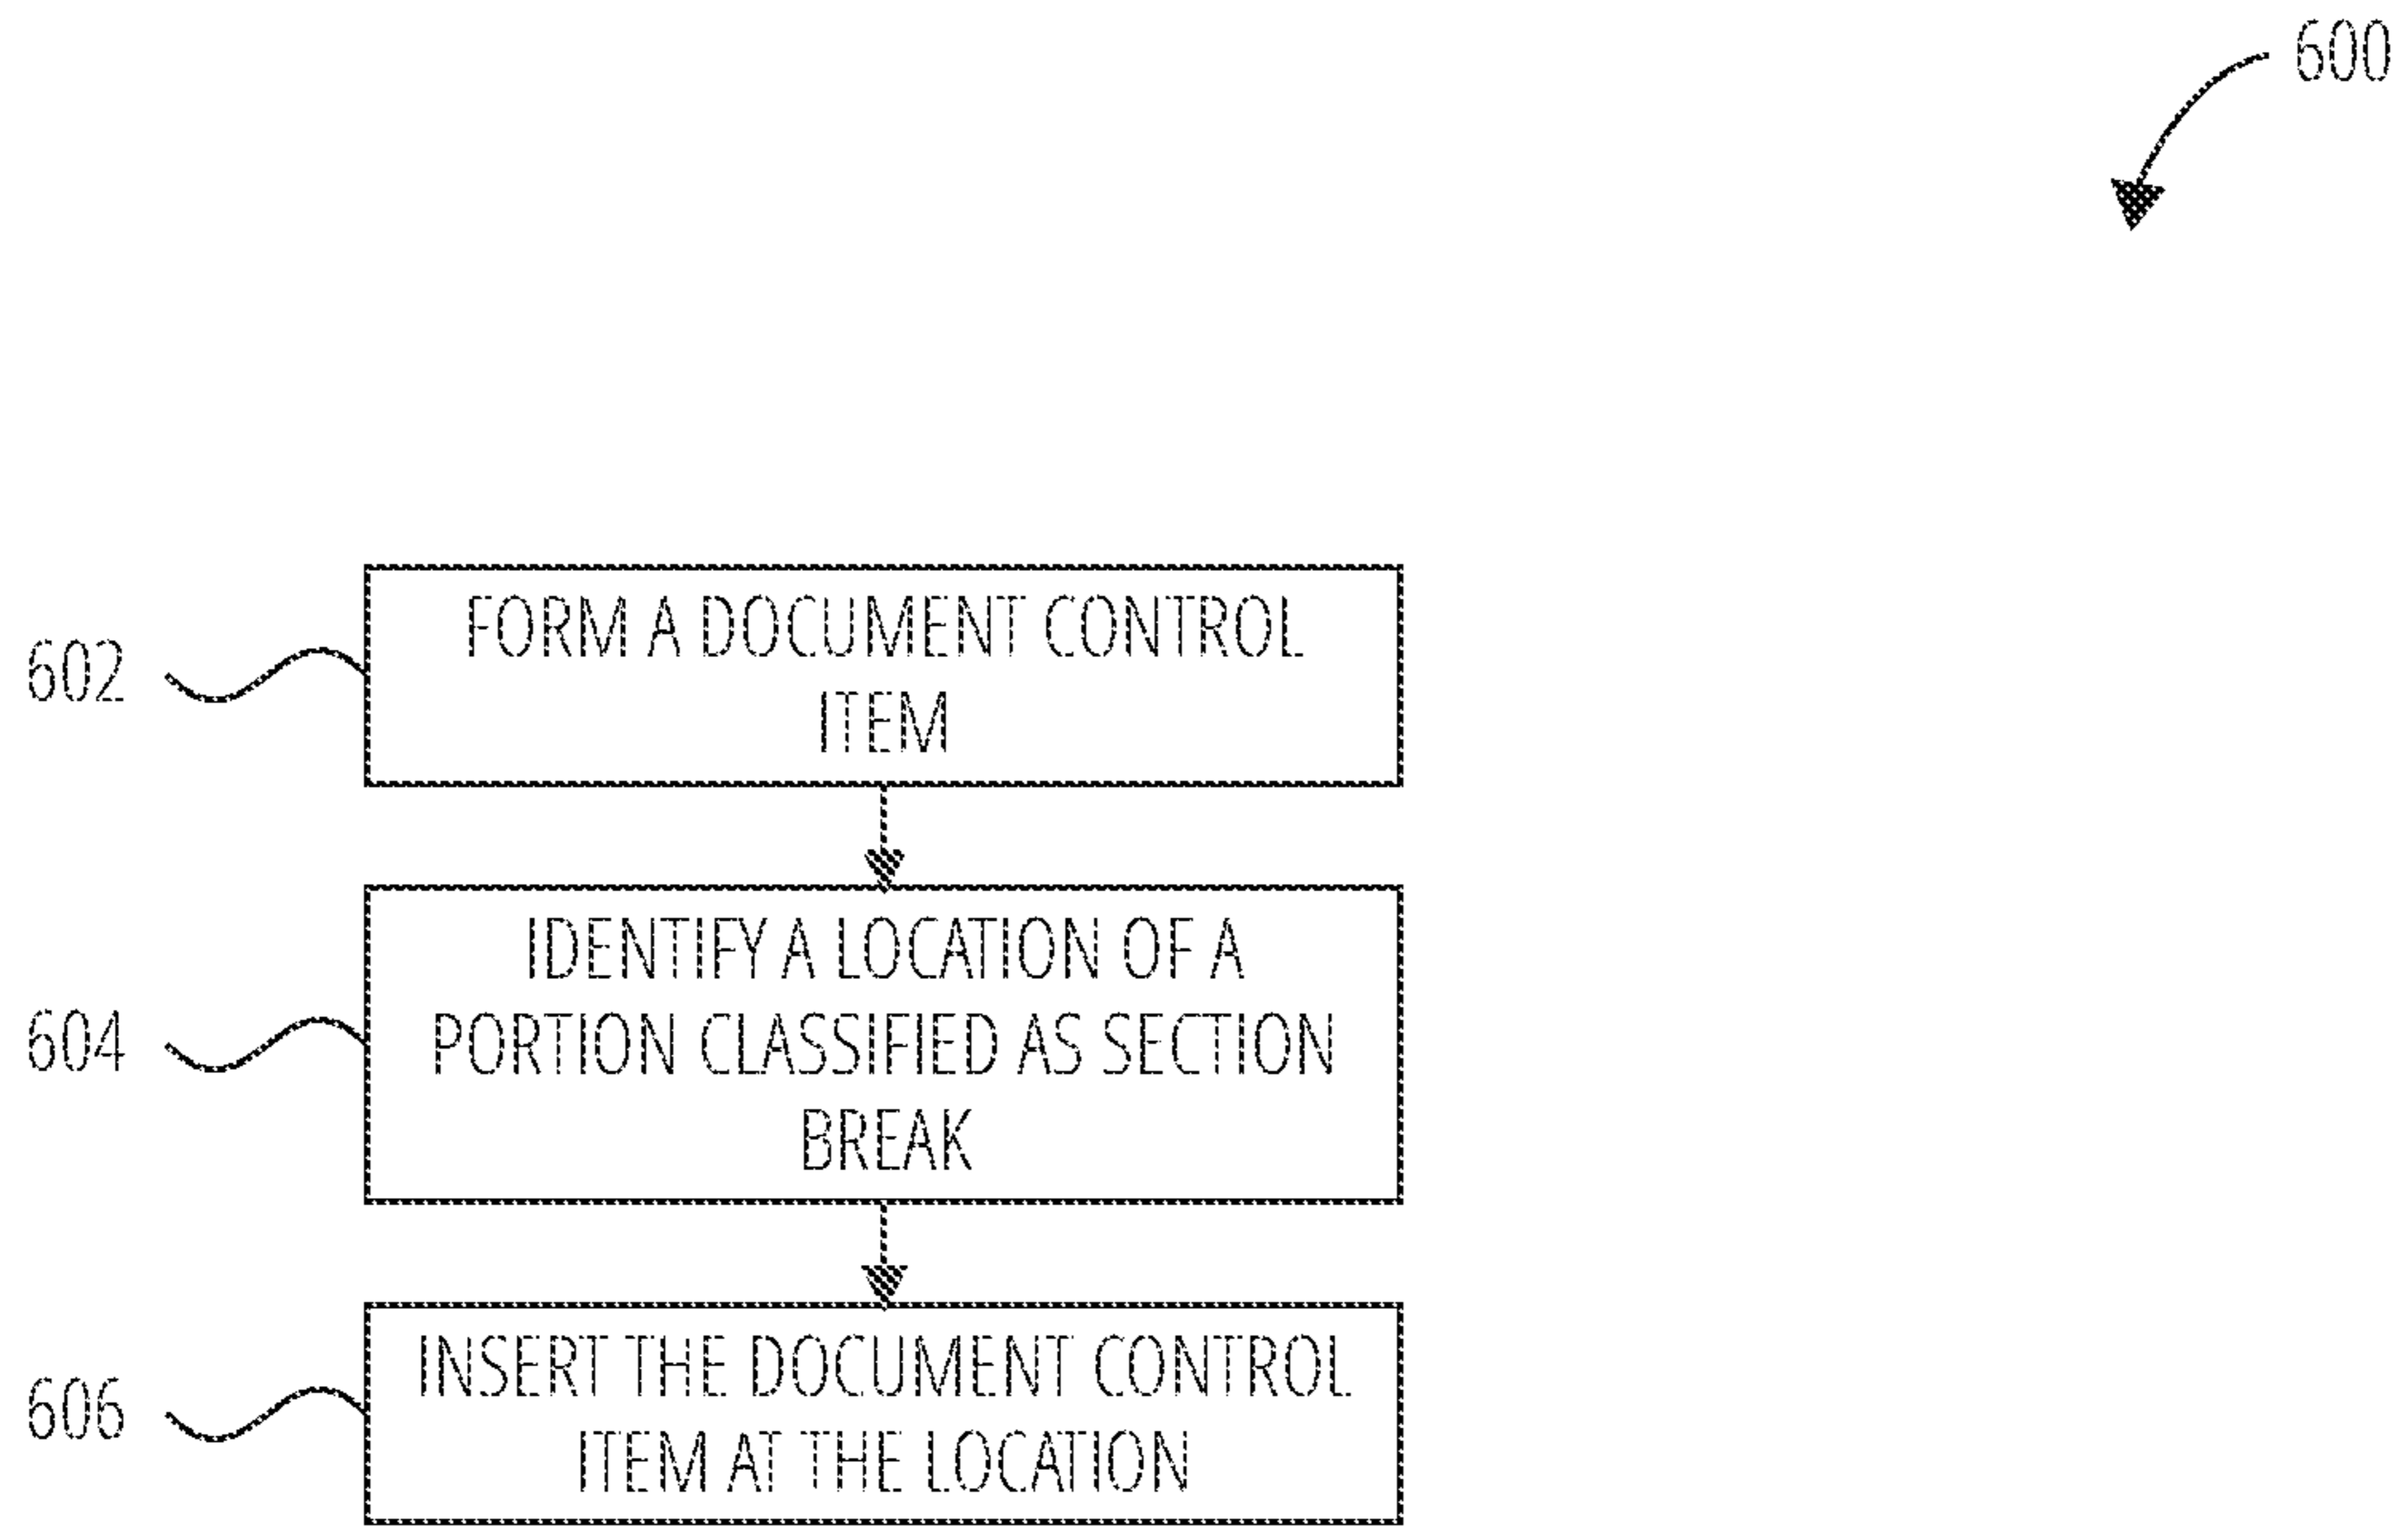 600
602
FORM A DOCUMENT CONTROL
ITEM
604
IDENTIFY A LOCATION OF A
PORTION CLASSIFIED AS SECTION
BREAK
606
INSERT THE DOCUMENT CONTROL
ITEM AT THE LOCATION